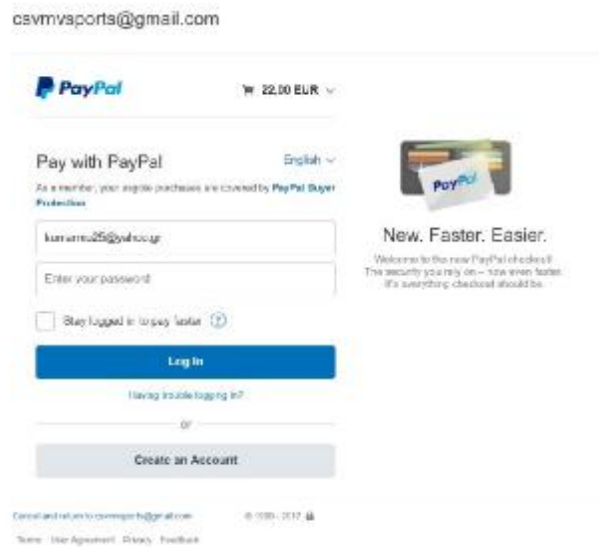 csvmvsports@gmail.com
PayPal
22,00 EUR
Pay with PayPal
English
As a member, your eligible purchases are covered by PayPal Buyer
Protection
@yahoo.gr
Enter your password
Stay logged in to pay faster
Log In
Having trouble logging in?
or
Create an Account
PayPal
New. Faster. Easier.
Welcome to the new PayPal checkout!
The security you rely on – now even faster.
It's everything checkout should be.
Cancel and return to csvmvsports@gmail.com
Terms User Agreement Privacy Feedback